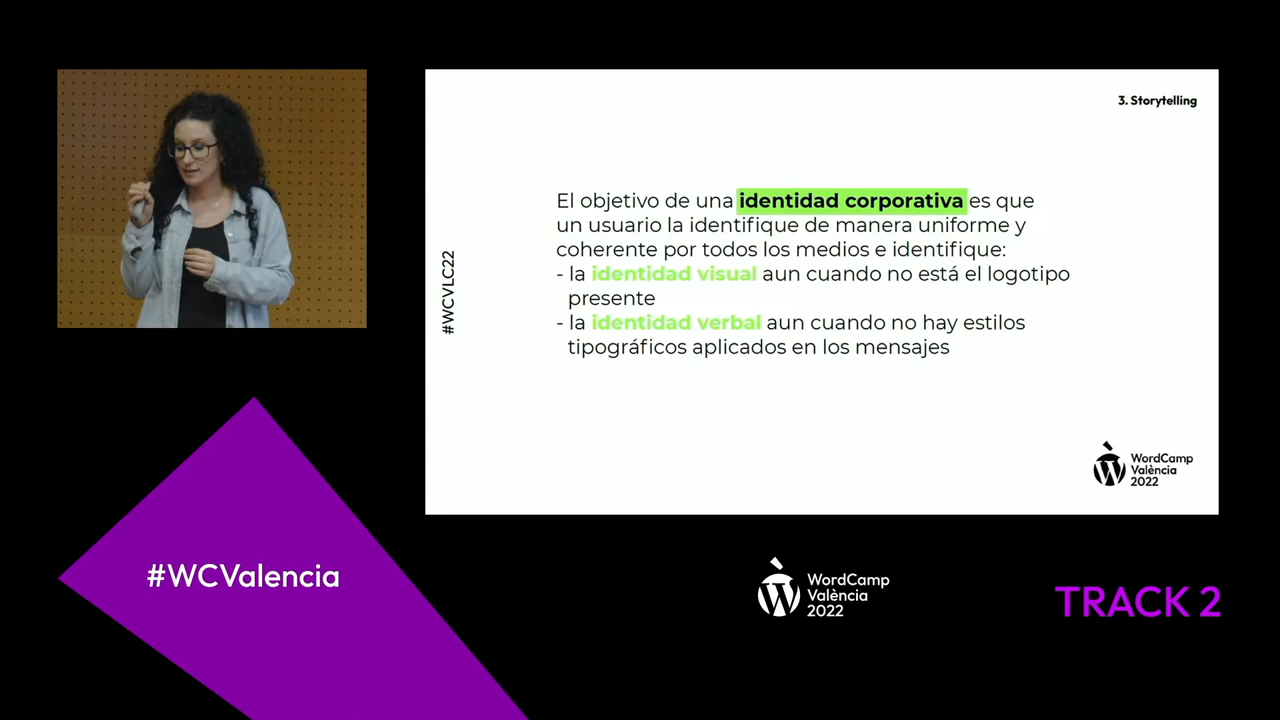 3. Storytelling
El objetivo de una identidad corporativa es que
un usuario la identifique de manera uniforme y
coherente por todos los medios e identifique:
- la identidad visual aun cuando no está el logotipo
presente
- la identidad verbal aun cuando no hay estilos
tipográficos aplicados en los mensajes
#WCVLC22
WordCamp
València
2022
#WCValencia
WordCamp
València
2022
TRACK 2